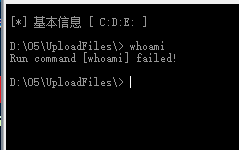 [*] 基本信息 [ C:D:E: ]
D:\05\UploadFiles\> whoami
Run command [whoami] failed!
D:\05\UploadFiles\>